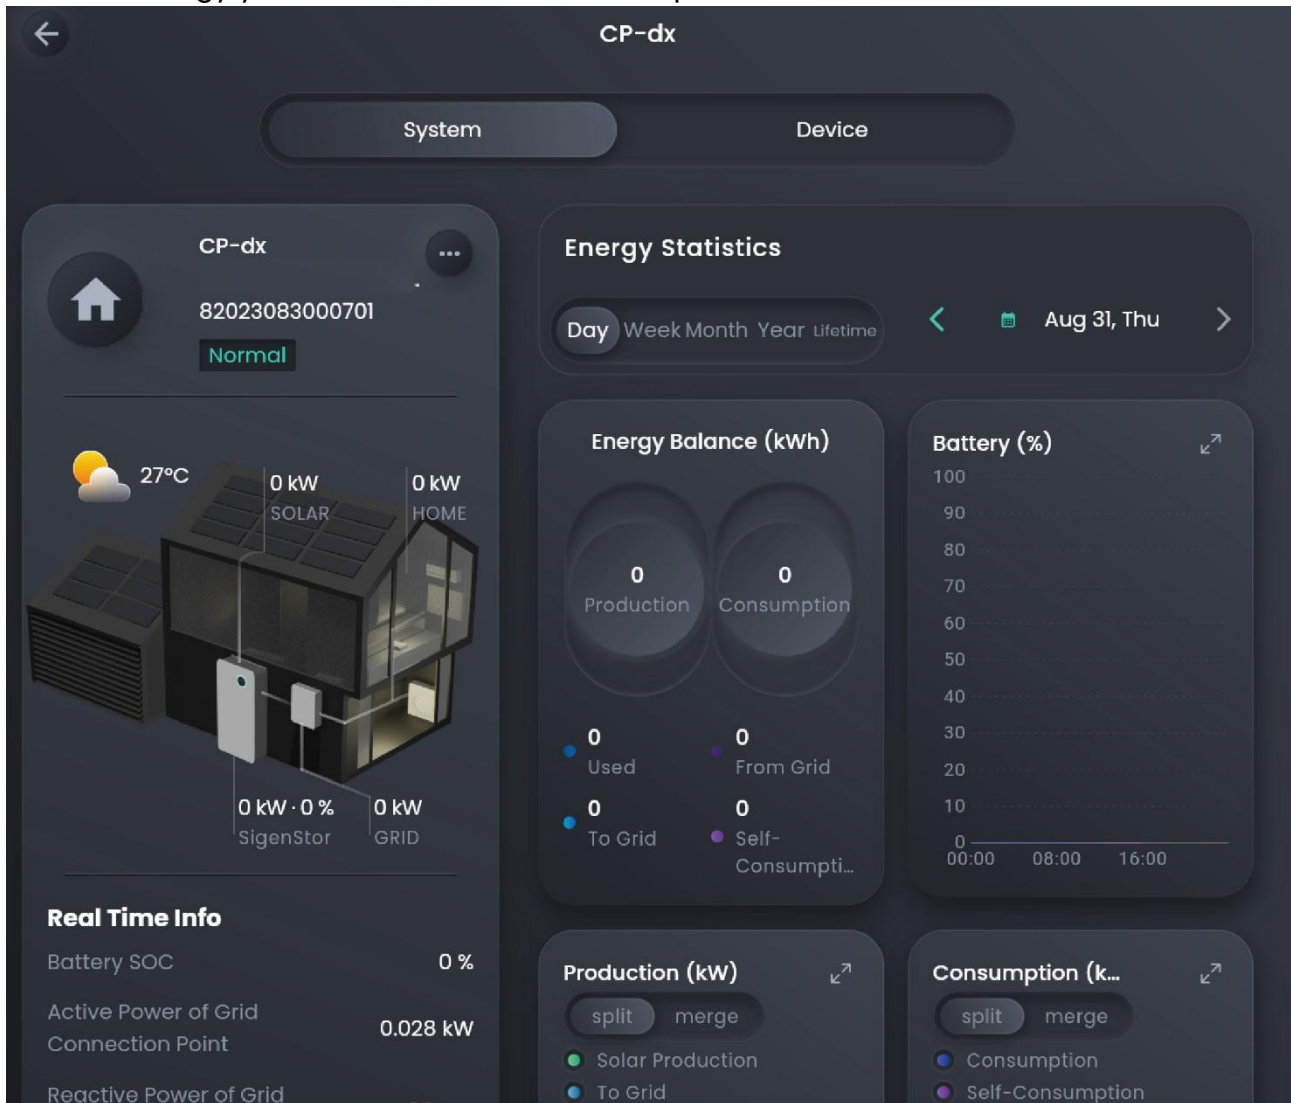 CP-dx
System
Device
CP-dx
...
82023083000701
Normal
27°C
0 kW
SOLAR
0 kW
HOME
0 kW · 0 %
SigenStor
0 kW
GRID
Real Time Info
Battery SOC
0 %
Active Power of Grid
Connection Point
0.028 kW
Reactive Power of Grid
Energy Statistics
Day Week Month Year Lifetime
Aug 31, Thu
Energy Balance (kWh)
0
Production
0
Consumption
0
Used
0
From Grid
0
To Grid
0
Self-
Consumpti...
Battery (%)
100
90
80
70
60
50
40
30
20
10
0
00:00 08:00 16:00
Production (kW)
split merge
Solar Production
To Grid
Consumption (k...
split merge
Consumption
Self-Consumption